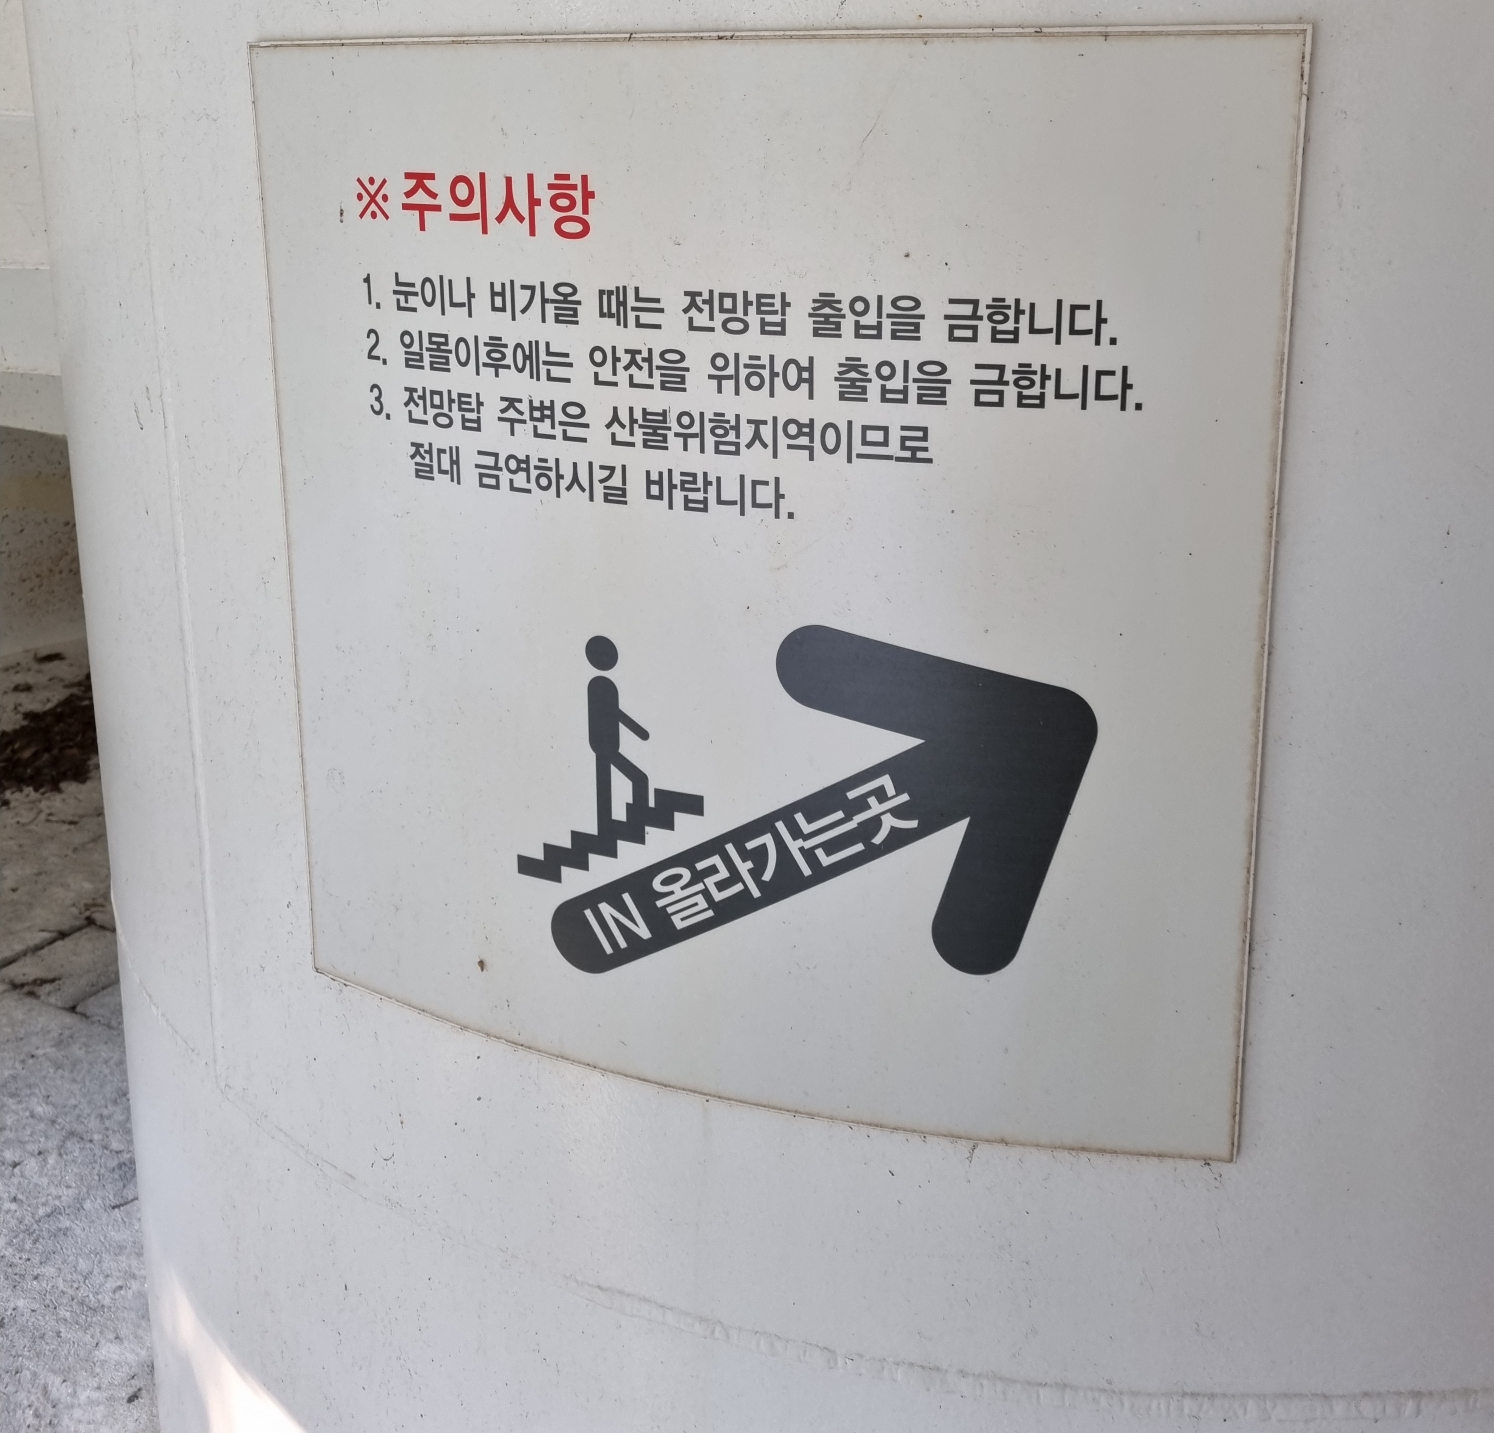 ※주의사항
1. 눈이나 비가올 때는 전망탑 출입을 금합니다.
2. 일몰이후에는 안전을 위하여 출입을 금합니다.
3. 전망탑 주변은 산불위험지역이므로
절대 금연하시길 바랍니다.
IN 올라가는곳